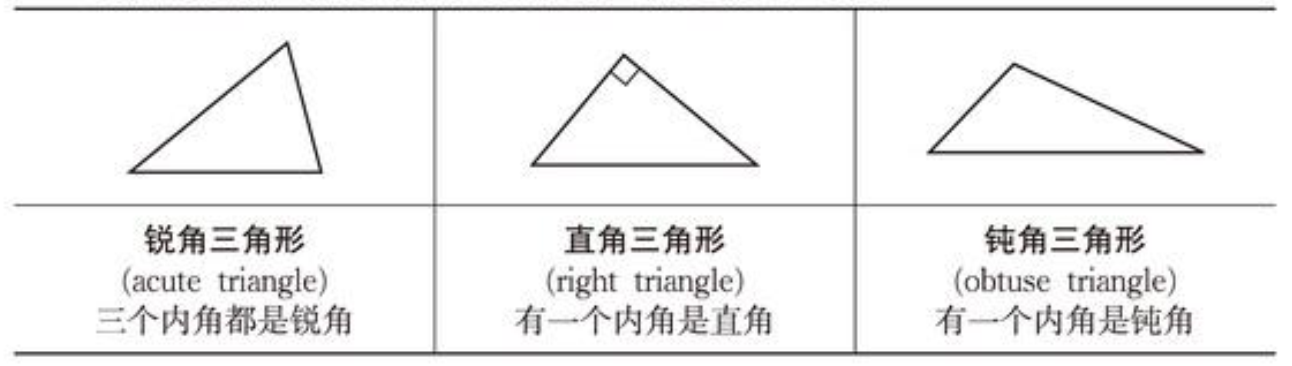 锐角三角形
(acute triangle)
三个内角都是锐角
直角三角形
(right triangle)
有一个内角是直角
钝角三角形
(obtuse triangle)
有一个内角是钝角